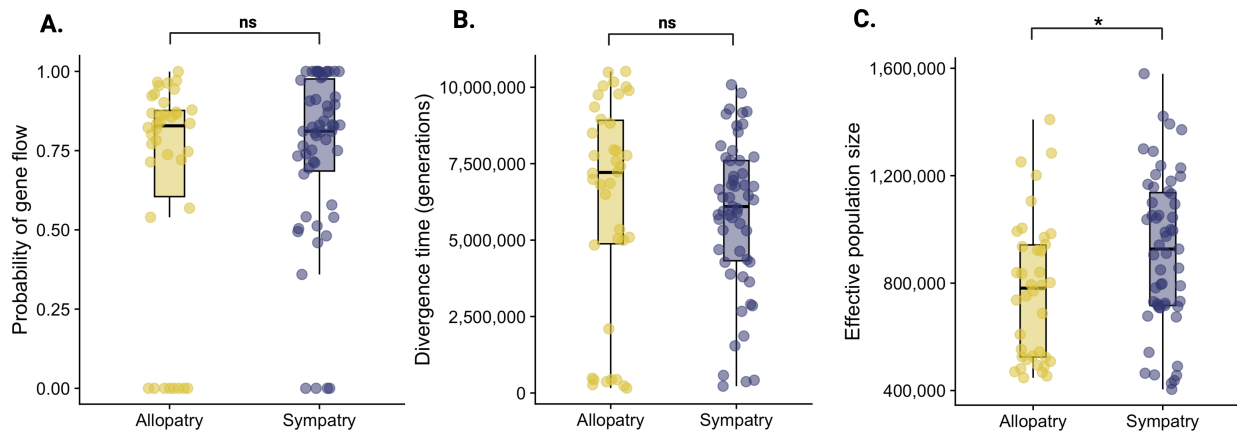 A.
ns
Probability of gene flow
1.00
0.75
0.50
0.25
0.00
Allopatry
Sympatry
B.
ns
Divergence time (generations)
10,000,000
7,500,000
5,000,000
2,500,000
0
Allopatry
Sympatry
C.
*
Effective population size
1,600,000
1,200,000
800,000
400,000
Allopatry
Sympatry